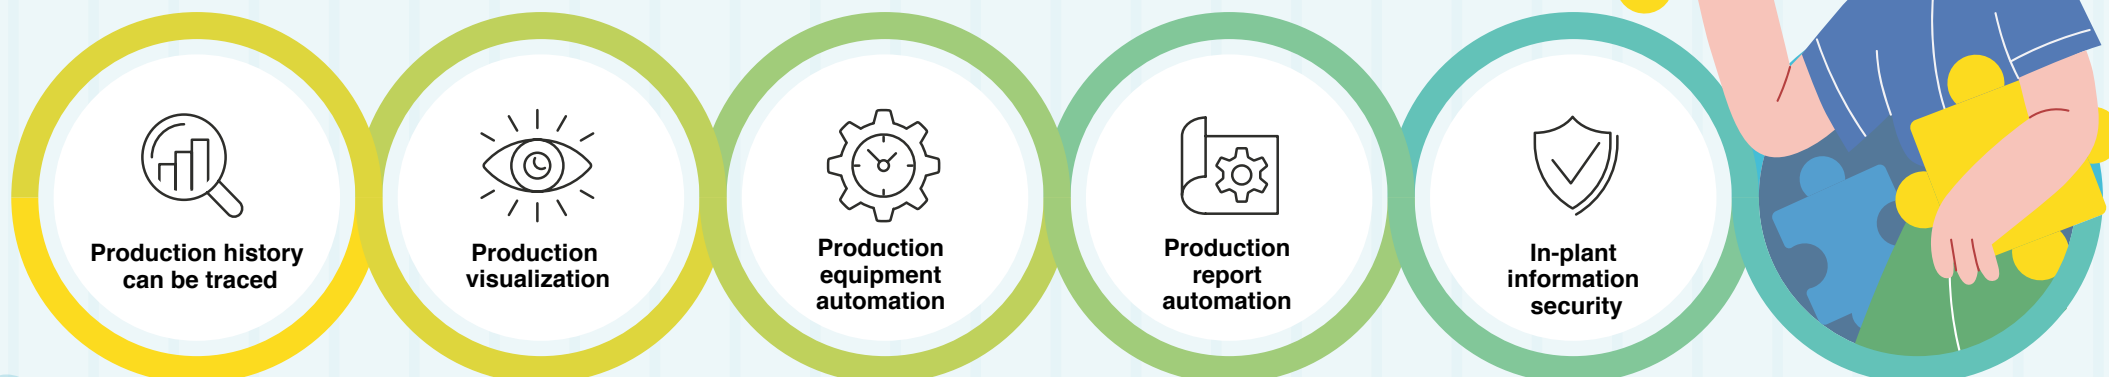 Production history
can be traced
Production
visualization
Production
equipment
automation
Production
report
automation
In-plant
information
security